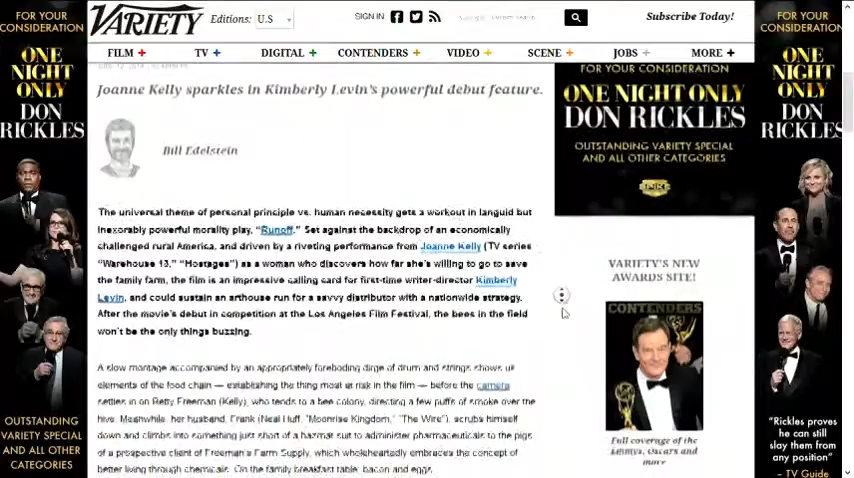 FOR YOUR
CONSIDERATION
ONE
NIGHT
ONLY
DON
RICKLES
OUTSTANDING
VARIETY SPECIAL
AND ALL OTHER
CATEGORIES
VARIETY
Editions: U.S
SIGN IN
Subscribe Today!
FILM +
TV +
DIGITAL +
CONTENDERS +
VIDEO +
SCENE +
JOBS +
MORE +
Joanne Kelly sparkles in Kimberly Levin's powerful debut feature.
Bill Edelstein
The universal theme of personal principle vs. human necessity gets a workout in languid but
inexorably powerful morality play, "Runoff." Set against the backdrop of an economically
challenged rural America, and driven by a riveting performance from Joanne Kelly (TV series
"Warehouse 13," "Hostages") as a woman who discovers how far she's willing to go to save
the family farm, the film is an impressive calling card for first-time writer-director Kimberly
Levin, and could sustain an arthouse run for a savvy distributor with a nationwide strategy.
After the movie's debut in competition at the Los Angeles Film Festival, the bees in the field
won't be the only things buzzing.
A slow montage accompanied by an appropriately foreboding dirge of drum and strings shows us
elements of the food chain — establishing the thing most at risk in the film — before the camera
settles in on Betty Freeman (Kelly), who tends to a bee colony, directing a few puffs of smoke over the
hive. Meanwhile, her husband, Frank (Neal Huff, "Moonrise Kingdom," "The Wire"), scrubs himself
down and climbs into something just short of a hazmat suit to administer pharmaceuticals to the pigs
of a prospective client of Freeman's Farm Supply, which wholeheartedly embraces the concept of
better living through chemicals. On the family breakfast table, bacon and eggs.
FOR YOUR CONSIDERATION
ONE NIGHT ONLY
DON RICKLES
OUTSTANDING VARIETY SPECIAL
AND ALL OTHER CATEGORIES
VARIETY'S NEW
AWARDS SITE!
CONTENDERS
Full coverage of the
Emmys, Oscars and
more
FOR YOUR
CONSIDERATION
ONE
NIGHT
ONLY
DON
RICKLES
"Rickles proves
he can still
slay them from
any position"
– TV Guide